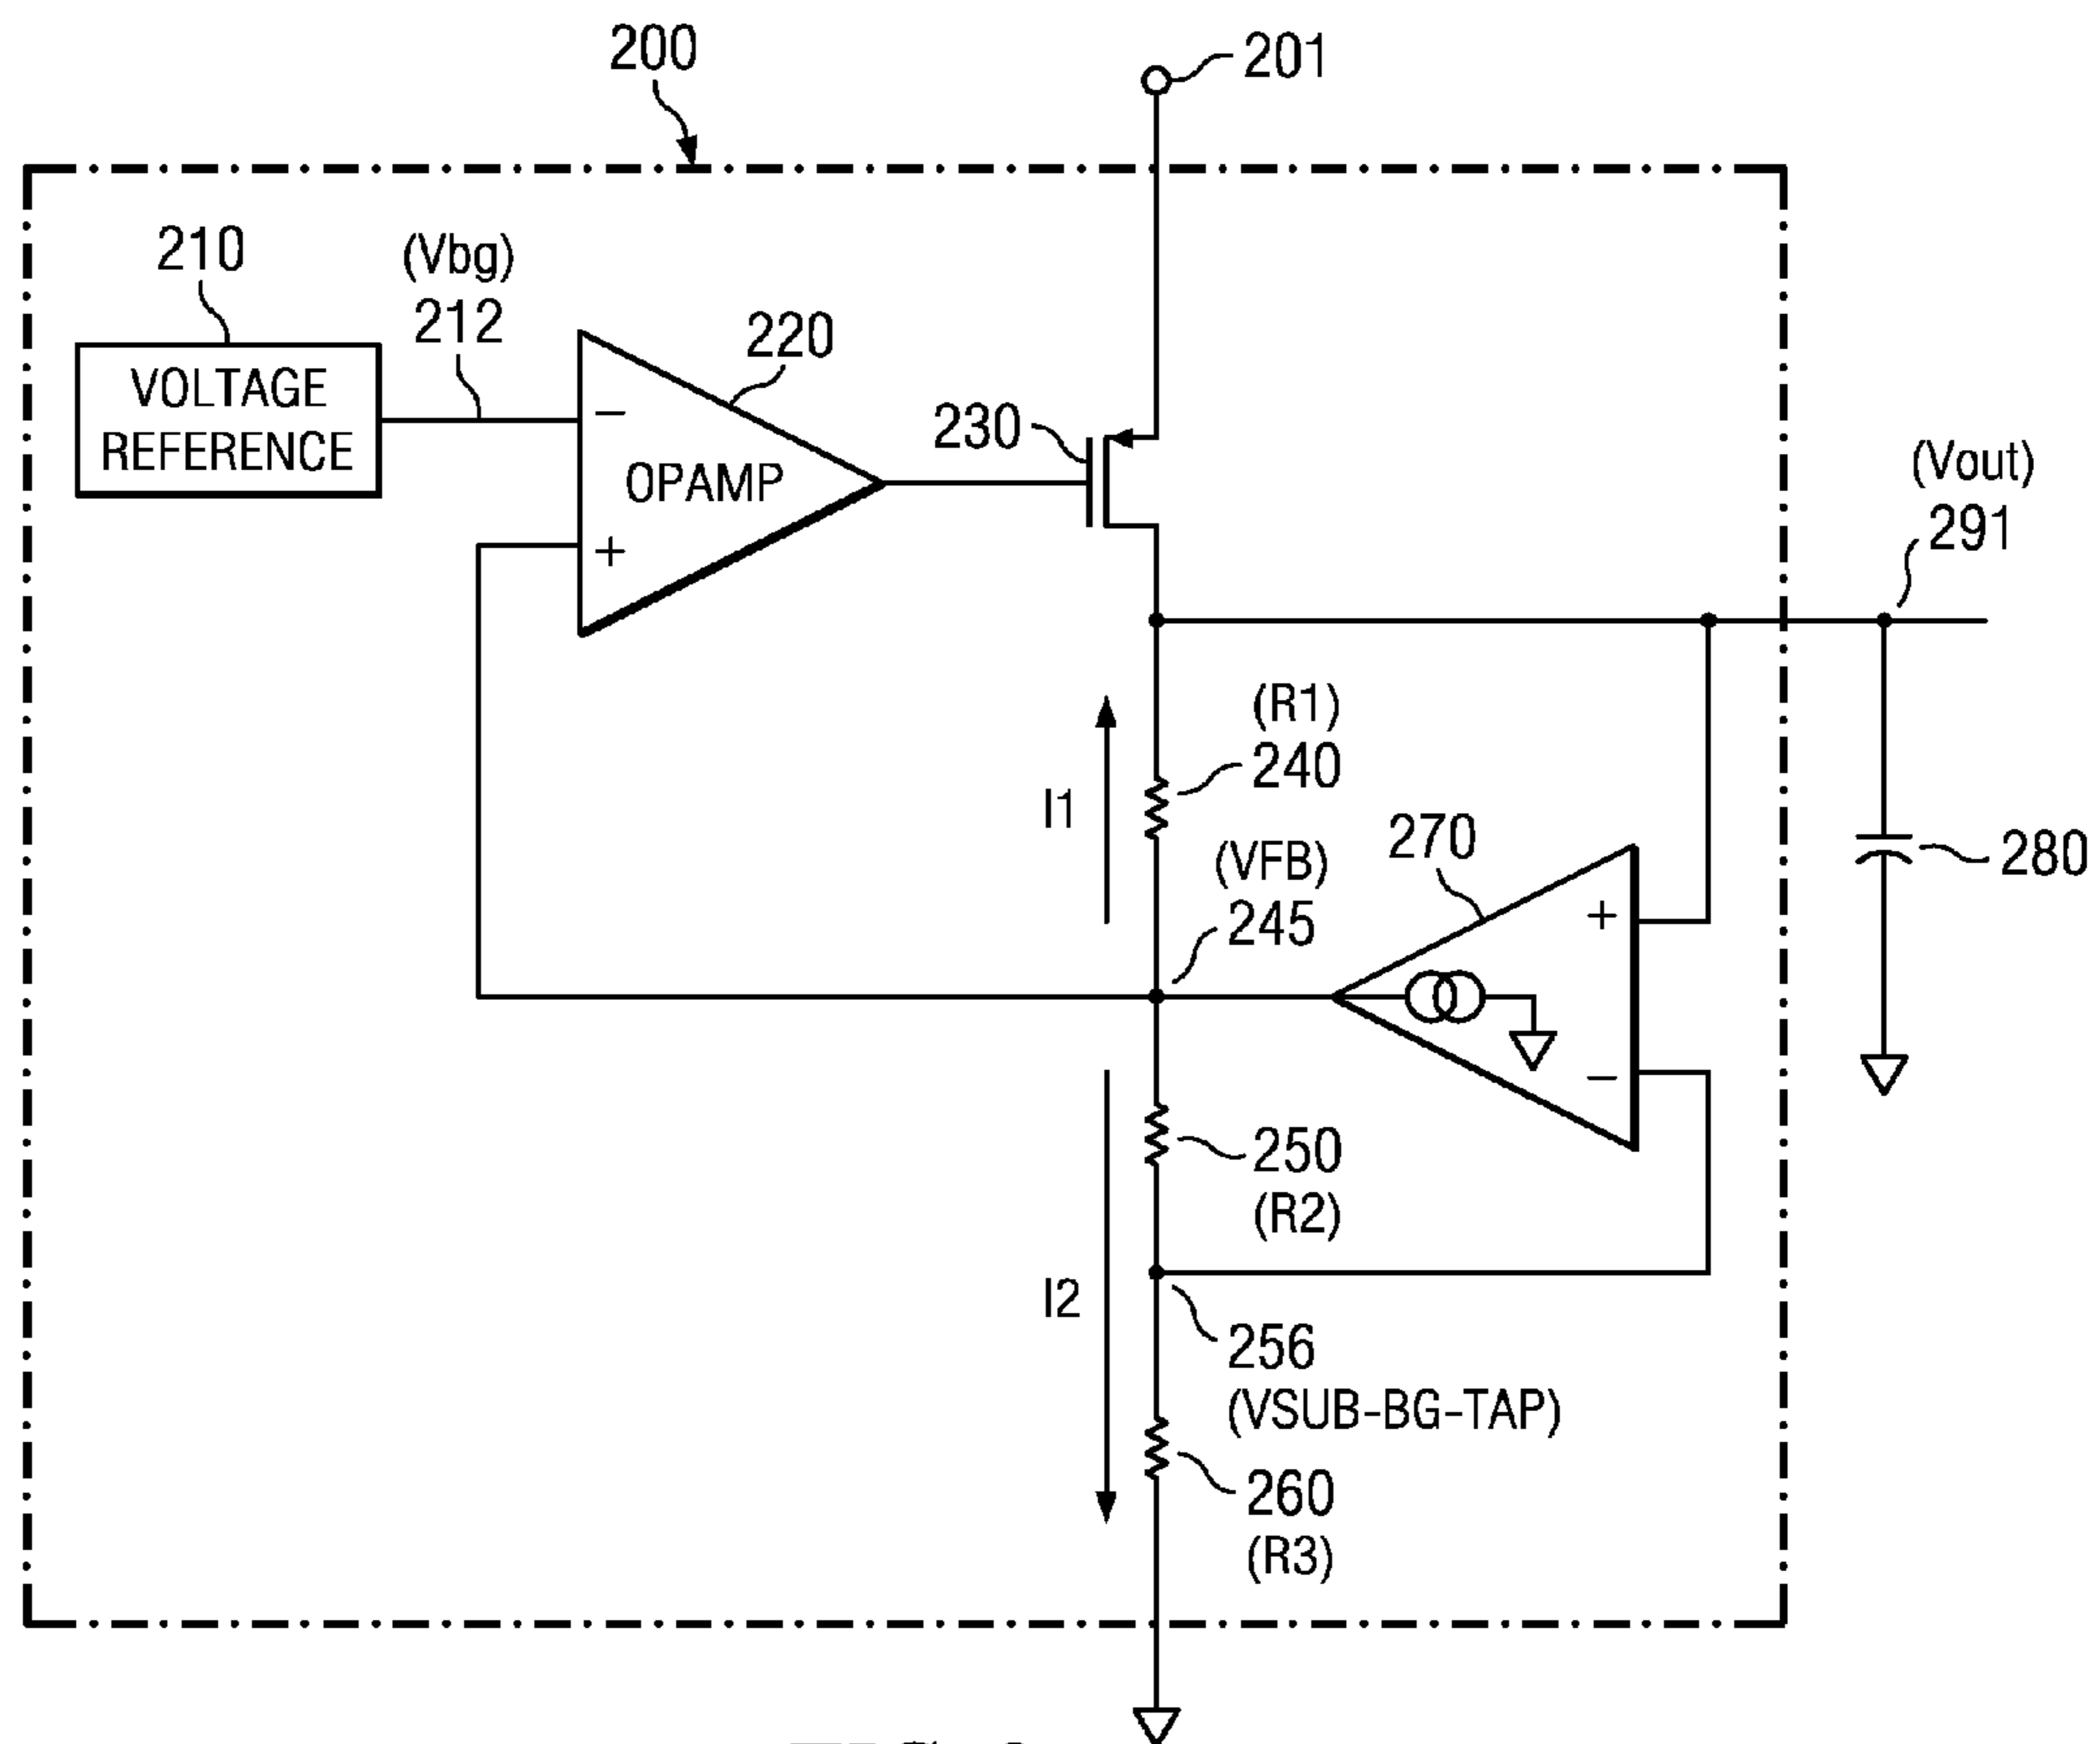 200
201
210
(Vbg)
212
VOLTAGE
REFERENCE
220
−
OPAMP
+
230
(Vout)
291
(R1)
240
I1
(VFB)
245
270
+
−
280
250
(R2)
I2
256
(VSUB-BG-TAP)
260
(R3)